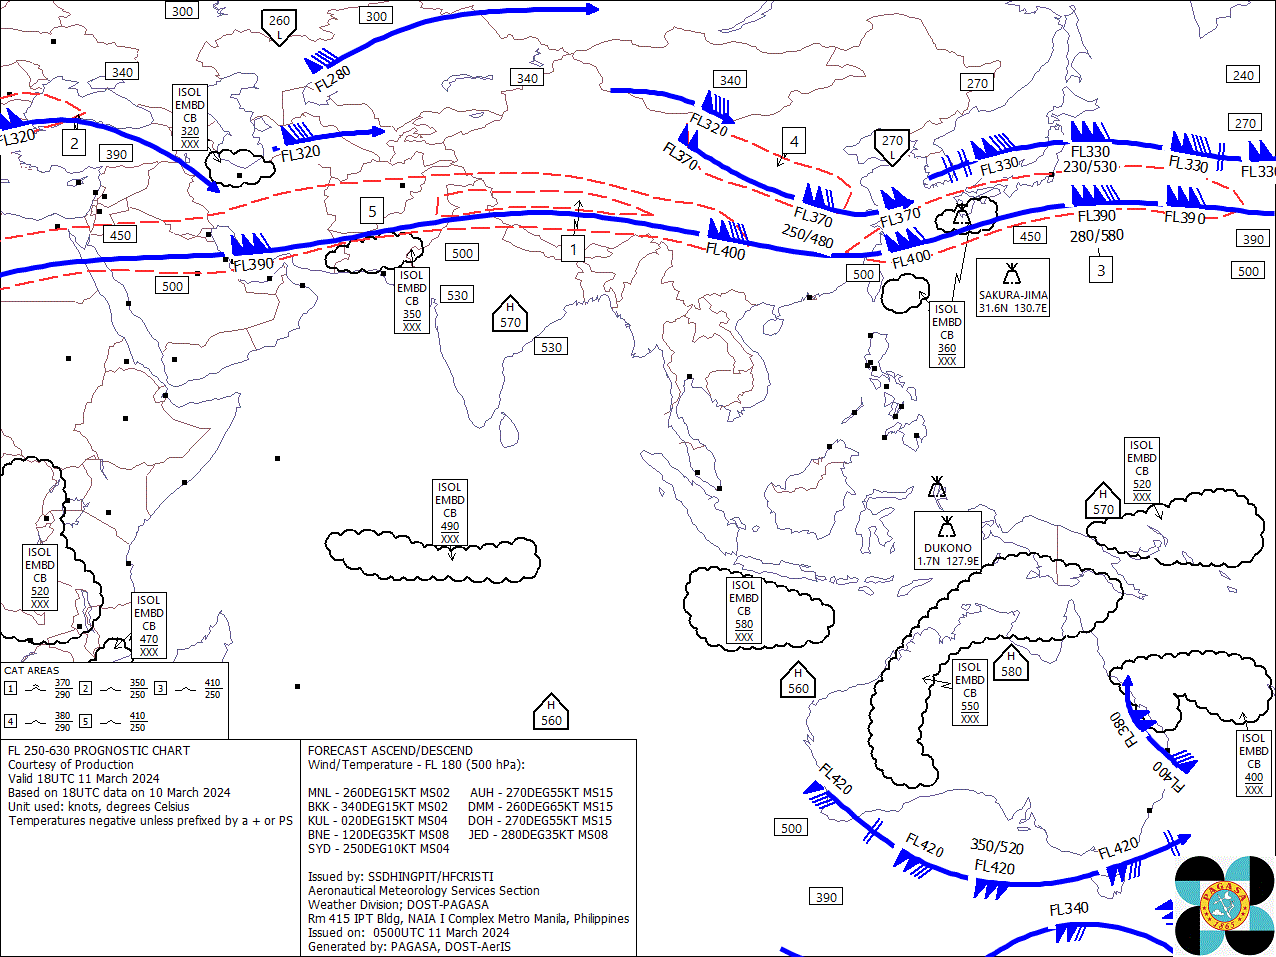 300
260
L
300
FL280
340
340
340
270
240
ISOL
EMBD
CB
320
XXX
FL320
2
390
FL320
FL320
4
FL370
270
L
FL330
FL330
230/530
270
FL330
FL330
5
450
FL390
500
ISOL
EMBD
CB
350
XXX
500
530
H
570
530
1
FL400
FL370
250/480
FL370
FL400
500
450
FL390
280/580
3
FL390
390
500
SAKURA-JIMA
31.6N 130.7E
ISOL
EMBD
CB
360
XXX
ISOL
EMBD
CB
520
XXX
H
570
ISOL
EMBD
CB
490
XXX
DUKONO
1.7N 127.9E
ISOL
EMBD
CB
520
XXX
ISOL
EMBD
CB
470
XXX
ISOL
EMBD
CB
580
XXX
H
560
H
560
H
580
ISOL
EMBD
CB
550
XXX
FL380
FL400
ISOL
EMBD
CB
400
XXX
FL420
500
FL420
350/520
FL420
FL420
390
FL340
CAT AREAS
1 370 290 2 350 250 3 410 250
4 380 290 5 410 250
FL 250-630 PROGNOSTIC CHART
Courtesy of Production
Valid 18UTC 11 March 2024
Based on 18UTC data on 10 March 2024
Unit used: knots, degrees Celsius
Temperatures negative unless prefixed by a + or PS
FORECAST ASCEND/DESCEND
Wind/Temperature - FL 180 (500 hPa):
MNL - 260DEG15KT MS02 AUH - 270DEG55KT MS15
BKK - 340DEG15KT MS02 DMM - 260DEG65KT MS15
KUL - 020DEG15KT MS04 DOH - 270DEG55KT MS15
BNE - 120DEG35KT MS08 JED - 280DEG35KT MS08
SYD - 250DEG10KT MS04
Issued by: SSDHINGPIT/HFCRISTI
Aeronautical Meteorology Services Section
Weather Division; DOST-PAGASA
Rm 415 IPT Bldg, NAIA I Complex Metro Manila, Philippines
Issued on: 0500UTC 11 March 2024
Generated by: PAGASA, DOST-AerIS
PAGASA
1865